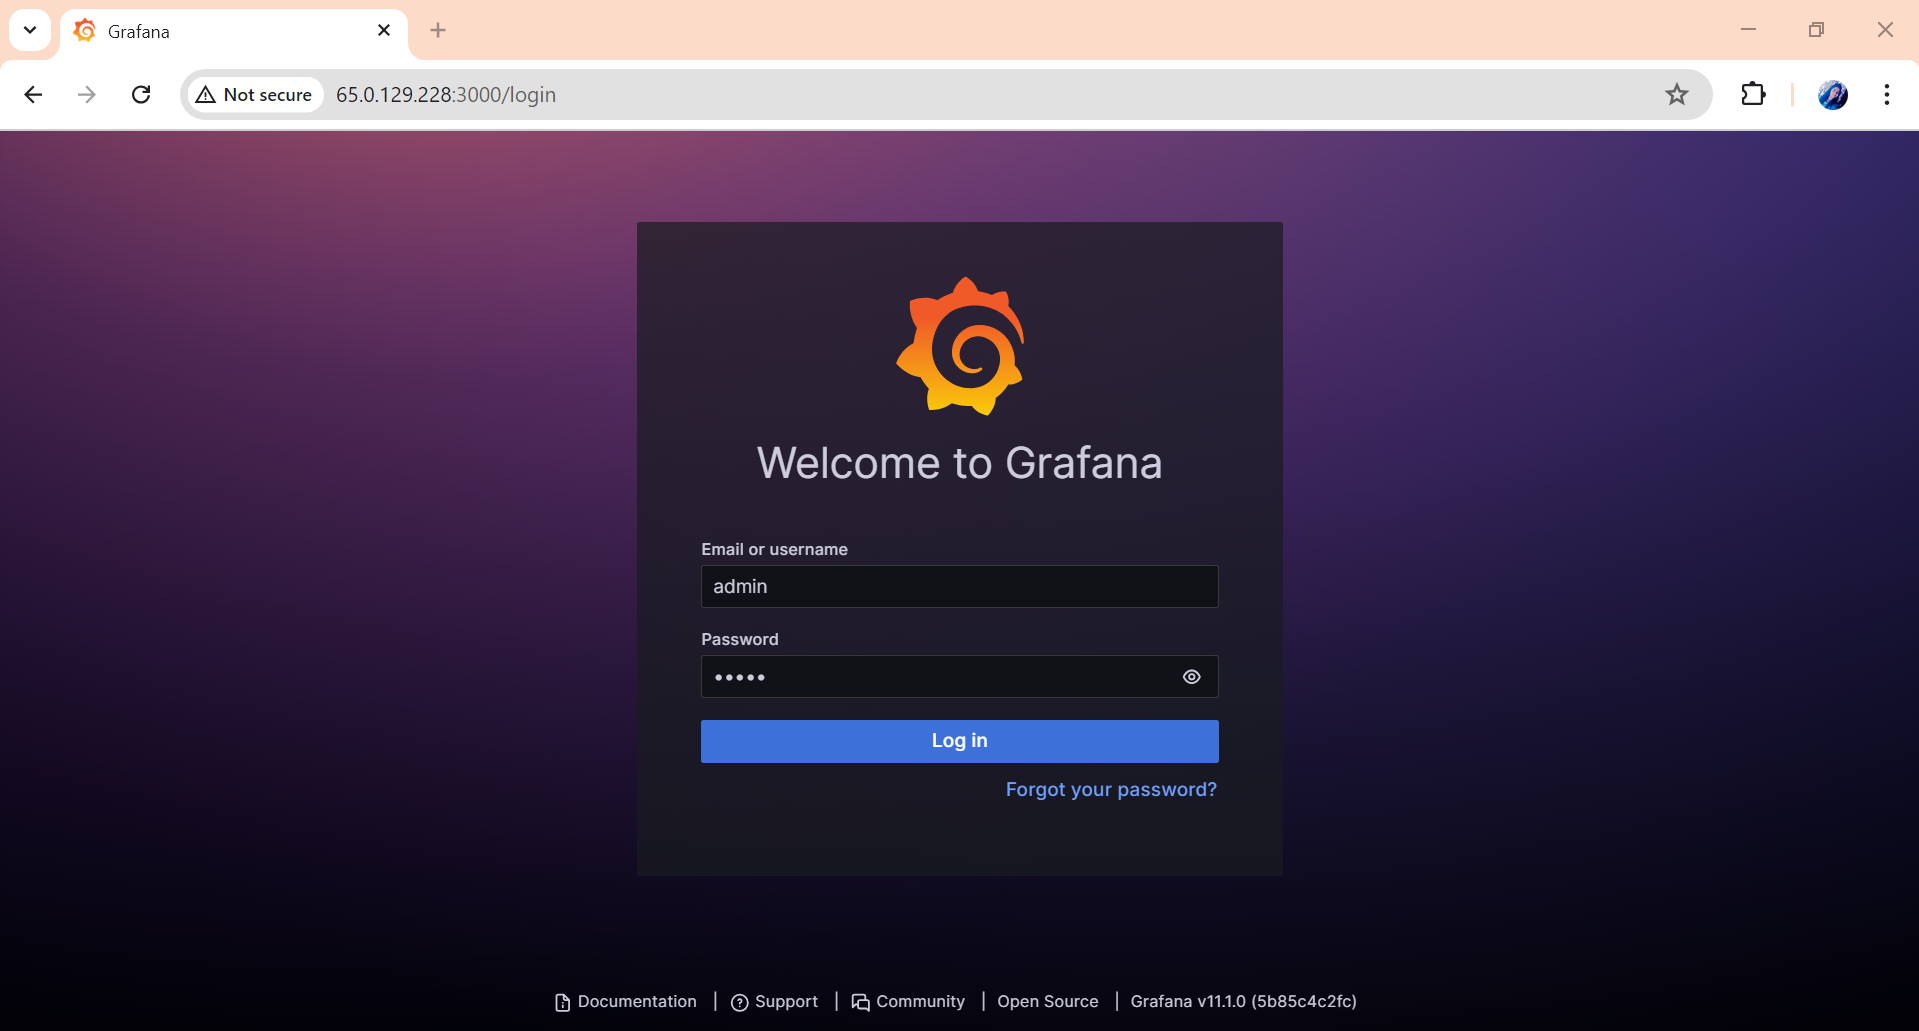 Grafana
Not secure 65.0.129.228:3000/login
Welcome to Grafana
Email or username
admin
Password
•••••
Log in
Forgot your password?
Documentation | Support | Community | Open Source | Grafana v11.1.0 (5b85c4c2fc)